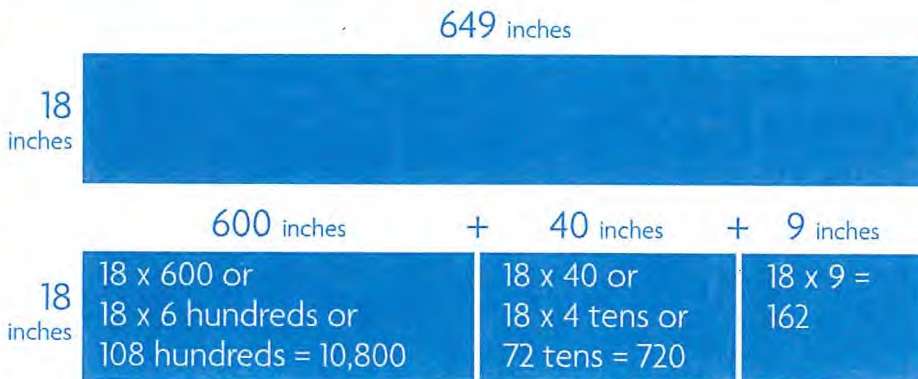 649 inches
18
inches
600 inches + 40 inches + 9 inches
18
inches
18 x 600 or
18 x 6 hundreds or
108 hundreds = 10,800
18 x 40 or
18 x 4 tens or
72 tens = 720
18 x 9 =
162